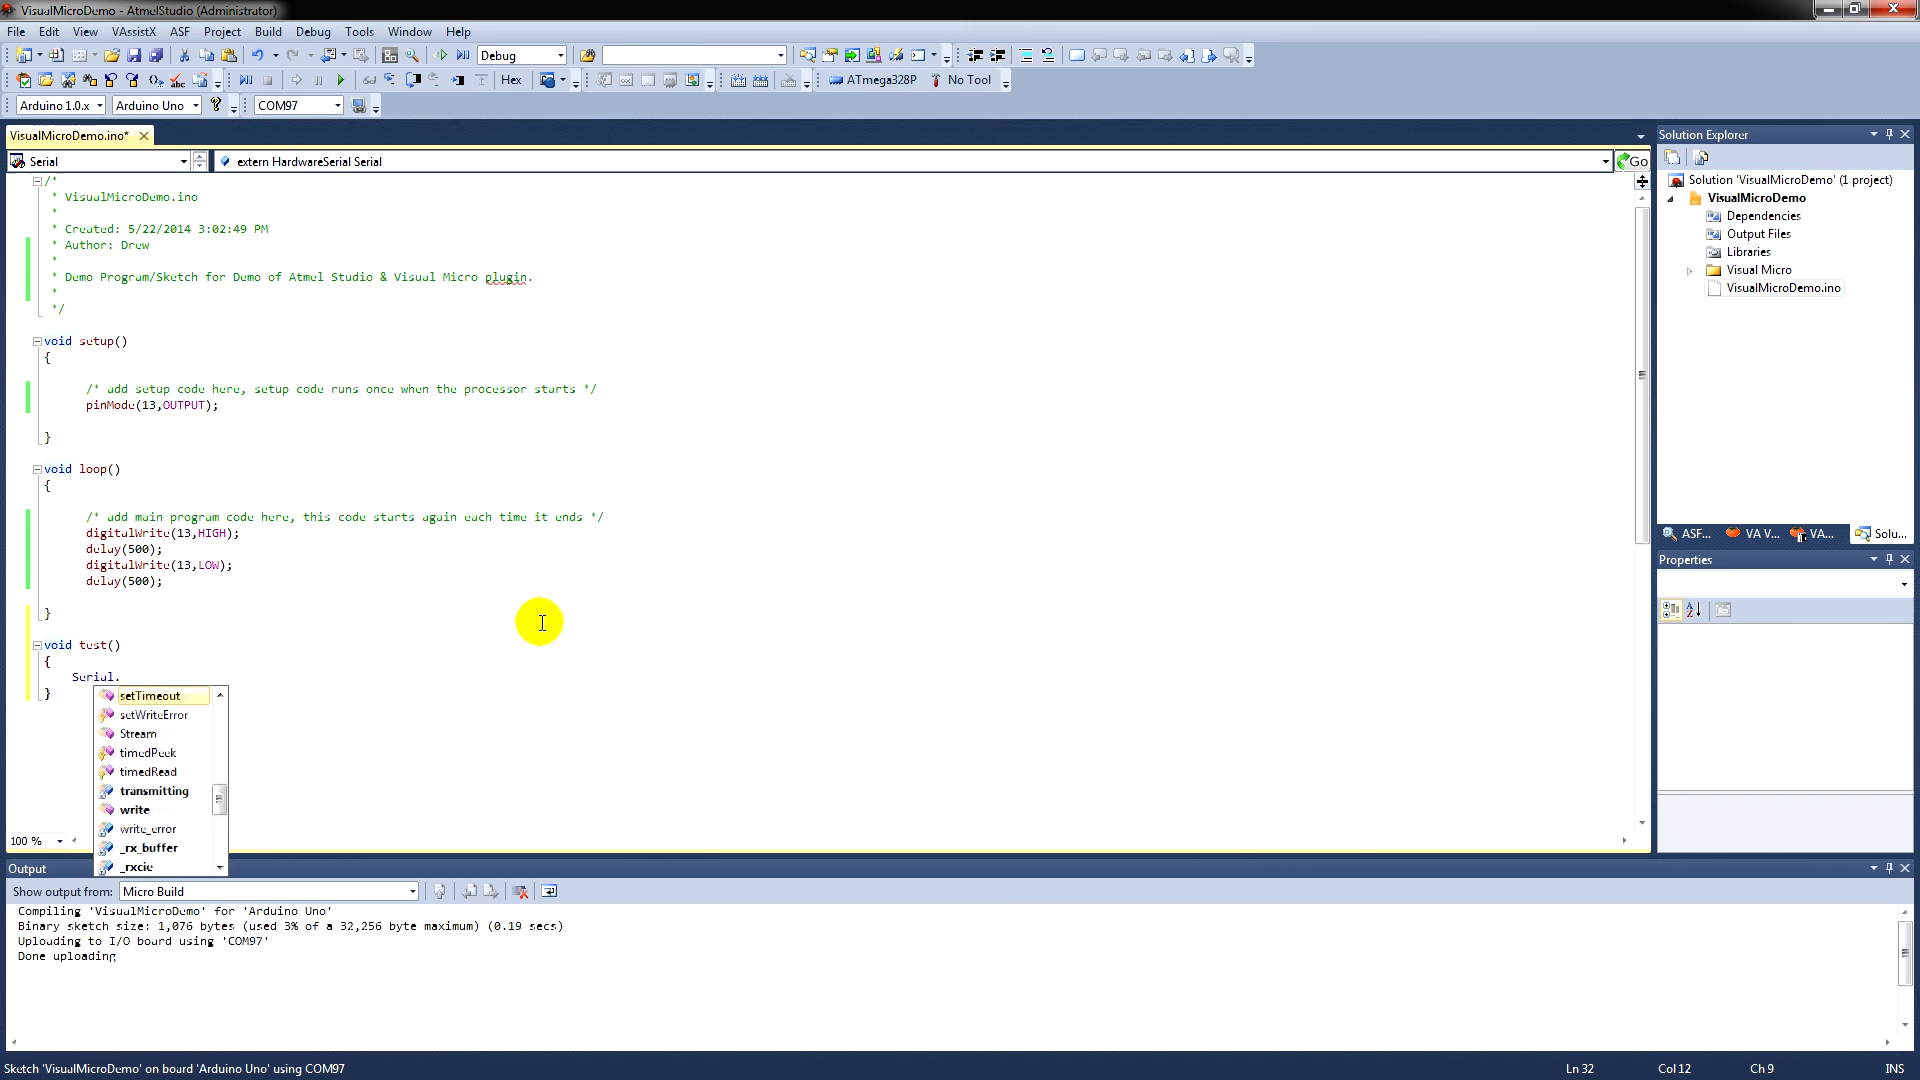 VisualMicroDemo - AtmelStudio (Administrator)
File Edit View VAssistX ASF Project Build Debug Tools Window Help
Debug
Hex ATmega328P No Tool
Arduino 1.0.x Arduino Uno COM97
VisualMicroDemo.ino*
Serial extern HardwareSerial Serial Go
/*
* VisualMicroDemo.ino
*
* Created: 5/22/2014 3:02:49 PM
* Author: Drew
*
* Demo Program/Sketch for Demo of Atmel Studio & Visual Micro plugin.
*
*/
void setup()
{
/* add setup code here, setup code runs once when the processor starts */
pinMode(13,OUTPUT);
}
void loop()
{
/* add main program code here, this code starts again each time it ends */
digitalWrite(13,HIGH);
delay(500);
digitalWrite(13,LOW);
delay(500);
}
void test()
{
Serial.
}
setTimeout
setWriteError
Stream
timedPeek
timedRead
transmitting
write
write_error
_rx_buffer
_rxcie
100 %
Solution Explorer
Solution 'VisualMicroDemo' (1 project)
VisualMicroDemo
Dependencies
Output Files
Libraries
Visual Micro
VisualMicroDemo.ino
ASF... VA V... VA... Solu...
Properties
Output
Show output from: Micro Build
Compiling 'VisualMicroDemo' for 'Arduino Uno'
Binary sketch size: 1,076 bytes (used 3% of a 32,256 byte maximum) (0.19 secs)
Uploading to I/O board using 'COM97'
Done uploading
Sketch 'VisualMicroDemo' on board 'Arduino Uno' using COM97 Ln 32 Col 12 Ch 9 INS